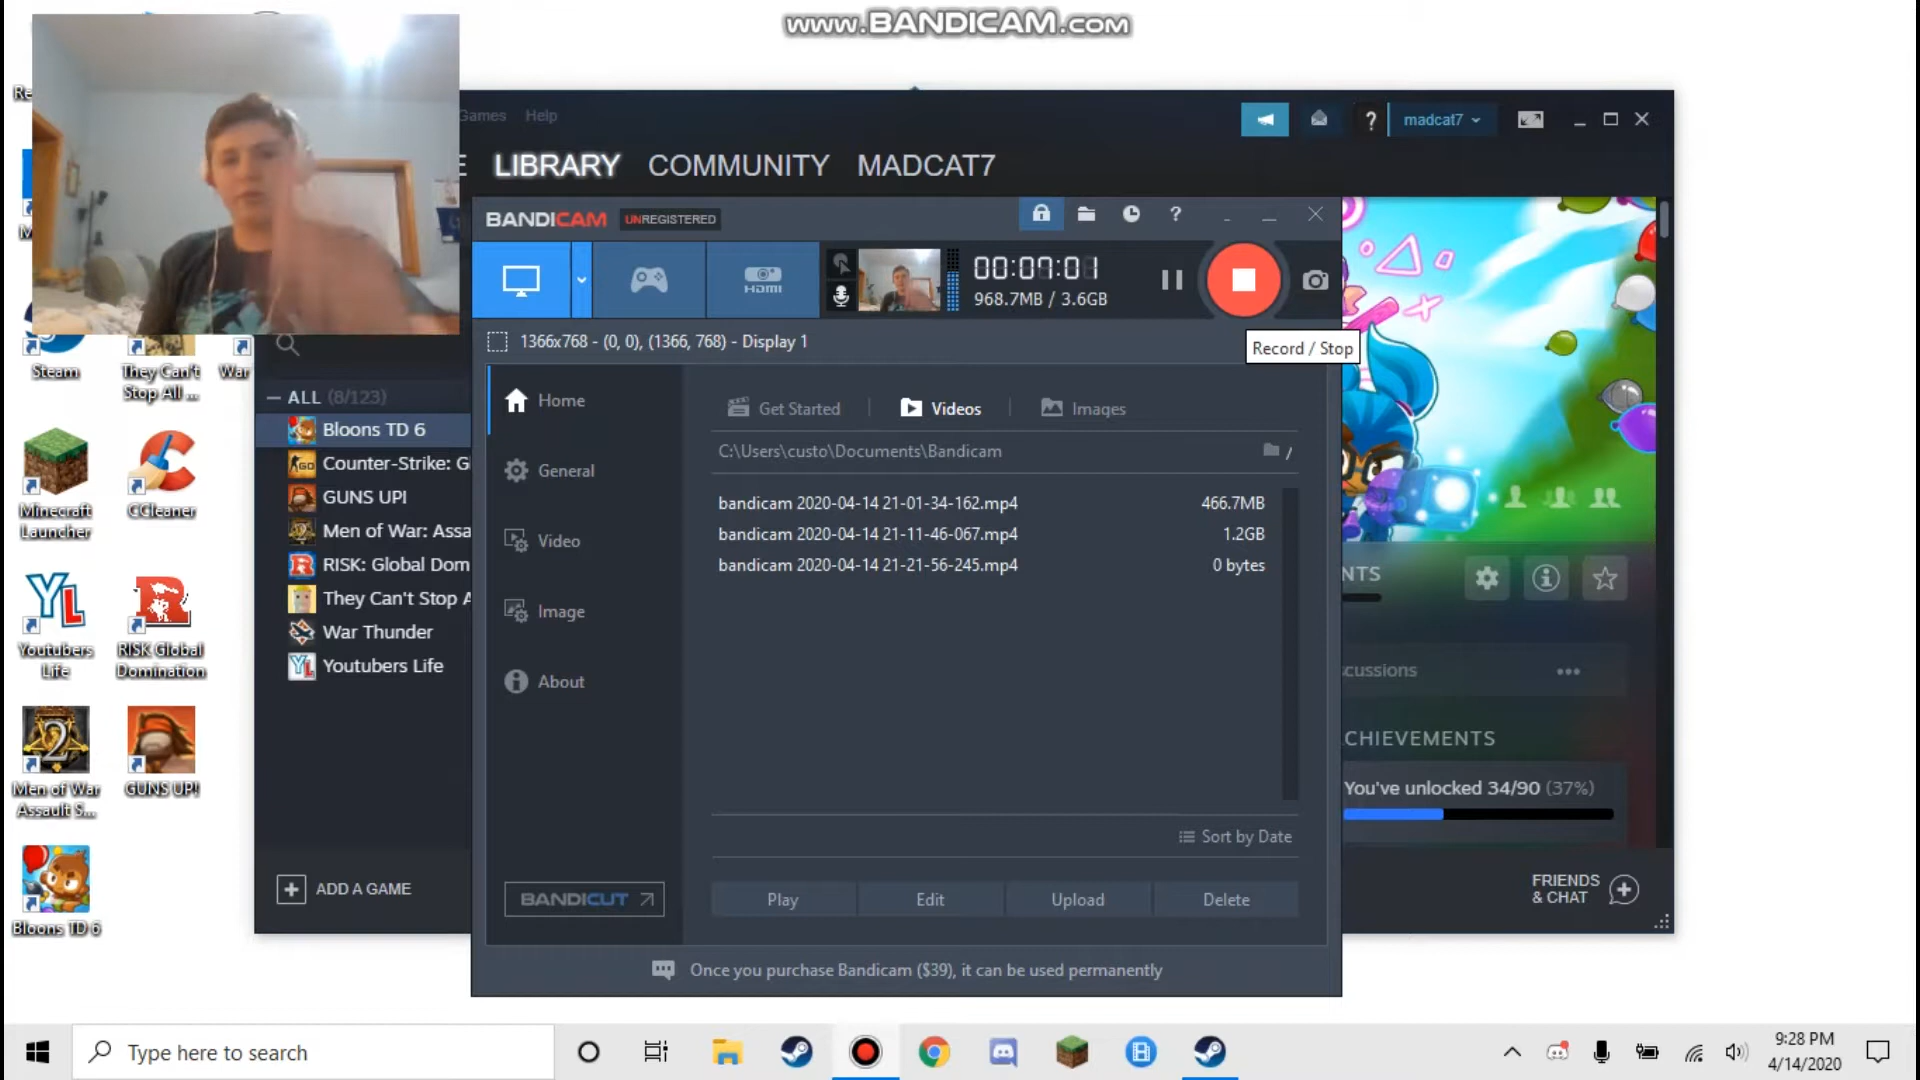 www.BANDICAM.com
Games Help
madcat7
LIBRARY COMMUNITY MADCAT7
BANDICAM UNREGISTERED
HDMI
00:07:01
968.7MB / 3.6GB
1366x768 - (0, 0), (1366, 768) - Display 1
Record / Stop
ALL (8/123)
Bloons TD 6
Counter-Strike: G
GUNS UP!
Men of War: Assa
RISK: Global Dom
They Can't Stop A
War Thunder
Youtubers Life
ADD A GAME
Home
General
Video
Image
About
BANDICUT
Get Started
Videos
Images
C:\Users\custo\Documents\Bandicam
/
bandicam 2020-04-14 21-01-34-162.mp4 466.7MB
bandicam 2020-04-14 21-11-46-067.mp4 1.2GB
bandicam 2020-04-14 21-21-56-245.mp4 0 bytes
Sort by Date
Play Edit Upload Delete
Once you purchase Bandicam ($39), it can be used permanently
NTS
cussions
CHIEVEMENTS
You've unlocked 34/90 (37%)
FRIENDS
& CHAT
Re
M
Steam
They Can't
Stop All ...
War
Minecraft
Launcher
CCleaner
Youtubers
Life
RISK Global
Domination
Men of War
Assault S...
GUNS UP!
Bloons TD 6
Type here to search
9:28 PM
4/14/2020